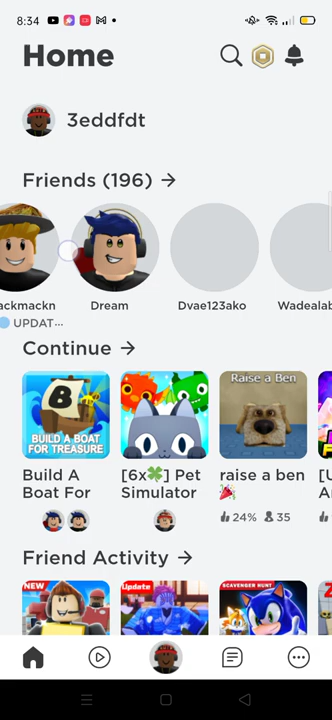 8:34
Home
3eddfdt
Friends (196) →
ackmackn
Dream
Dvae123ako
Wadealab
UPDAT...
Continue →
B
BUILD A BOAT
FOR TREASURE
Raise a Ben
Build A
Boat For
[6x🍀] Pet
Simulator
raise a ben
🎉
24% 35
Friend Activity →
NEW
Update
SCAVENGER HUNT